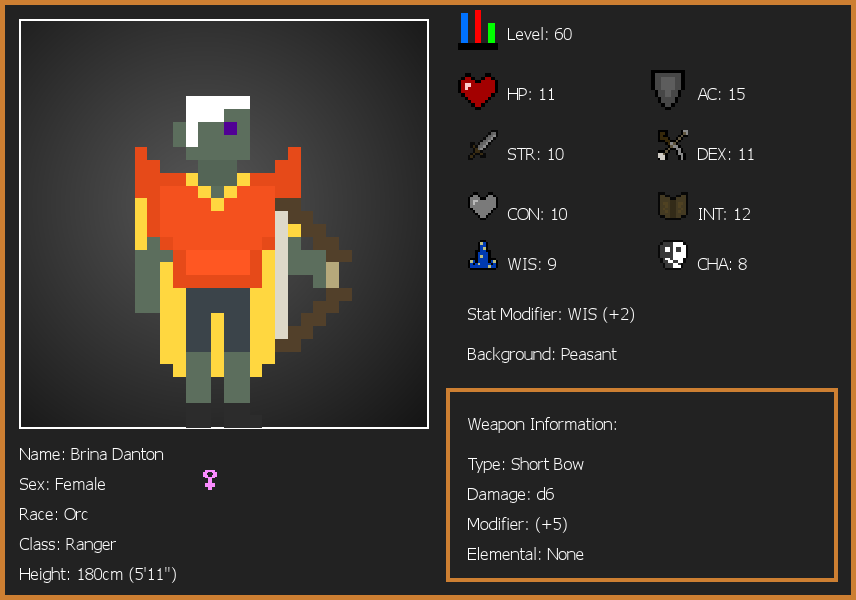 Level: 60
HP: 11
AC: 15
STR: 10
DEX: 11
CON: 10
INT: 12
WIS: 9
CHA: 8
Stat Modifier: WIS (+2)
Background: Peasant
Weapon Information:
Type: Short Bow
Damage: d6
Modifier: (+5)
Elemental: None
Name: Brina Danton
Sex: Female
Race: Orc
Class: Ranger
Height: 180cm (5'11")